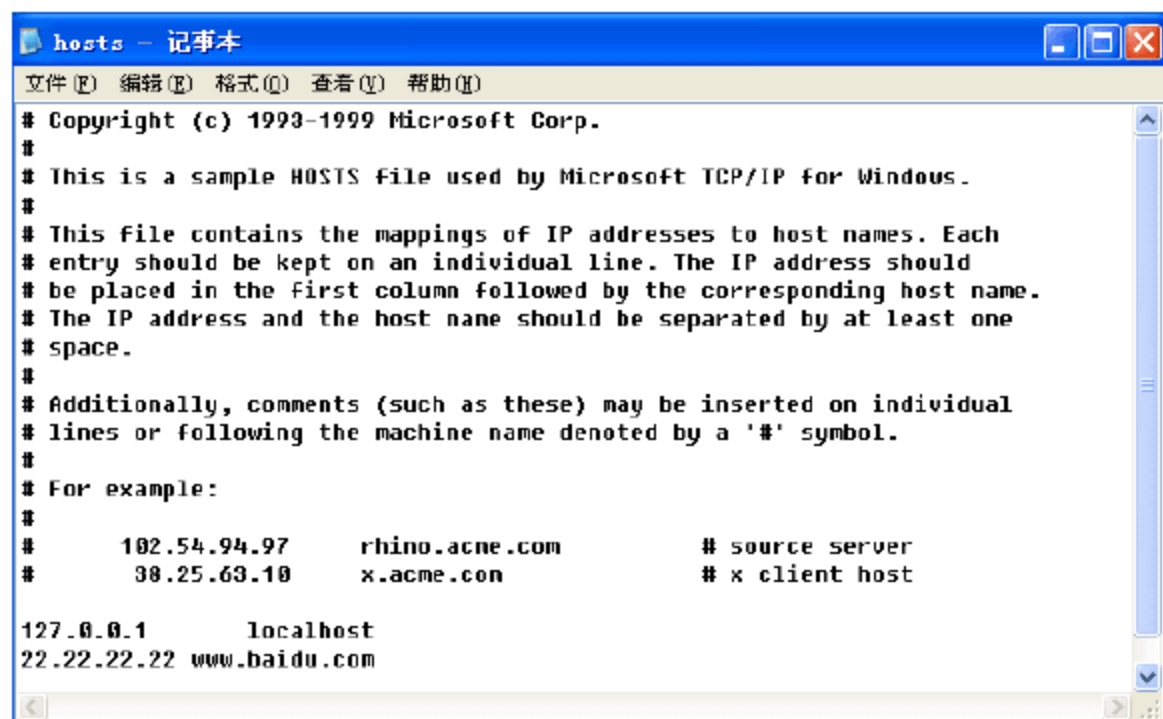 hosts - 记事本
文件(F) 编辑(E) 格式(O) 查看(V) 帮助(H)
# Copyright (c) 1993-1999 Microsoft Corp.
#
# This is a sample HOSTS file used by Microsoft TCP/IP for Windows.
#
# This file contains the mappings of IP addresses to host names. Each
# entry should be kept on an individual line. The IP address should
# be placed in the first column followed by the corresponding host name.
# The IP address and the host name should be separated by at least one
# space.
#
# Additionally, comments (such as these) may be inserted on individual
# lines or following the machine name denoted by a '#' symbol.
#
# For example:
#
#      102.54.94.97     rhino.acme.com          # source server
#       38.25.63.10     x.acme.com              # x client host
127.0.0.1       localhost
22.22.22.22 www.baidu.com